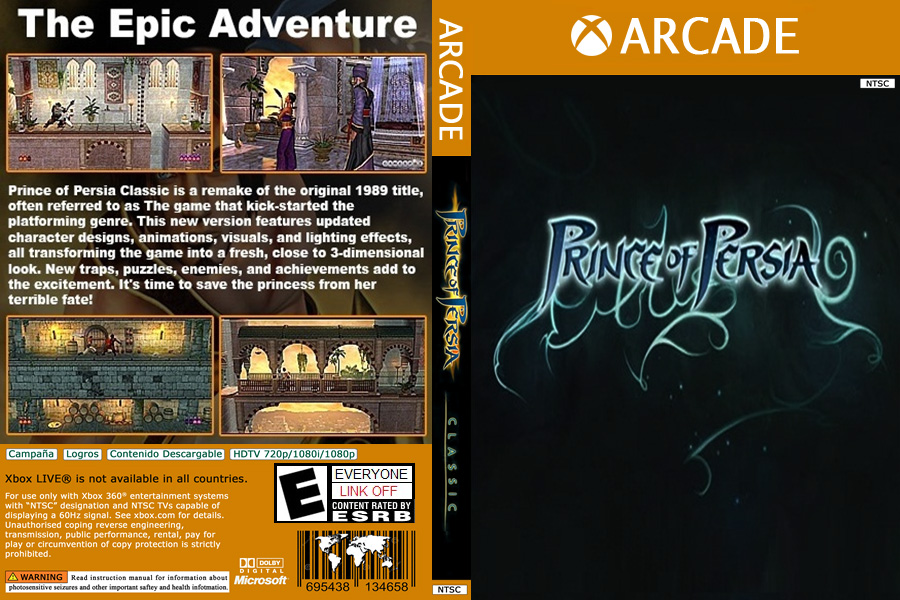 The Epic Adventure
Prince of Persia Classic is a remake of the original 1989 title,
often referred to as The game that kick-started the
platforming genre. This new version features updated
character designs, animations, visuals, and lighting effects,
all transforming the game into a fresh, close to 3-dimensional
look. New traps, puzzles, enemies, and achievements add to
the excitement. It's time to save the princess from her
terrible fate!
Campaña Logros Contenido Descargable HDTV 720p/1080i/1080p
Xbox LIVE® is not available in all countries.
For use only with Xbox 360® entertainment systems
with "NTSC" designation and NTSC TVs capable of
displaying a 60Hz signal. See xbox.com for details.
Unauthorised coping reverse engineering,
transmission, public performance, rental, pay for
play or circumvention of copy protection is strictly
prohibited.
WARNING Read instruction manual for information about
photosensitive seizures and other important saftey and health infotmation.
DOLBY
DIGITAL
Microsoft
E
EVERYONE
LINK OFF
CONTENT RATED BY
ESRB
695438 134658
ARCADE
PRINCE OF PERSIA
CLASSIC
NTSC
ARCADE
NTSC
PRINCE OF PERSIA